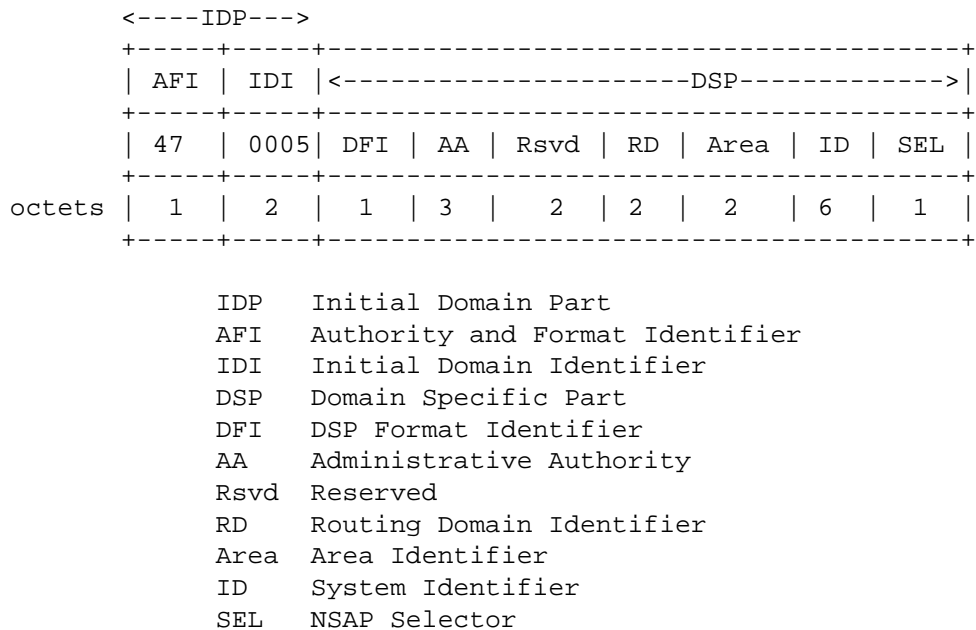 <----IDP--->
+-----+-----+----------------------------------------+
| AFI | IDI |<----------------------DSP------------->|
+-----+-----+----------------------------------------+
| 47 | 0005| DFI | AA | Rsvd | RD | Area | ID | SEL |
+-----+-----+----------------------------------------+
octets | 1 | 2 | 1 | 3 | 2 | 2 | 2 | 6 | 1 |
+-----+-----+----------------------------------------+
IDP Initial Domain Part
AFI Authority and Format Identifier
IDI Initial Domain Identifier
DSP Domain Specific Part
DFI DSP Format Identifier
AA Administrative Authority
Rsvd Reserved
RD Routing Domain Identifier
Area Area Identifier
ID System Identifier
SEL NSAP Selector